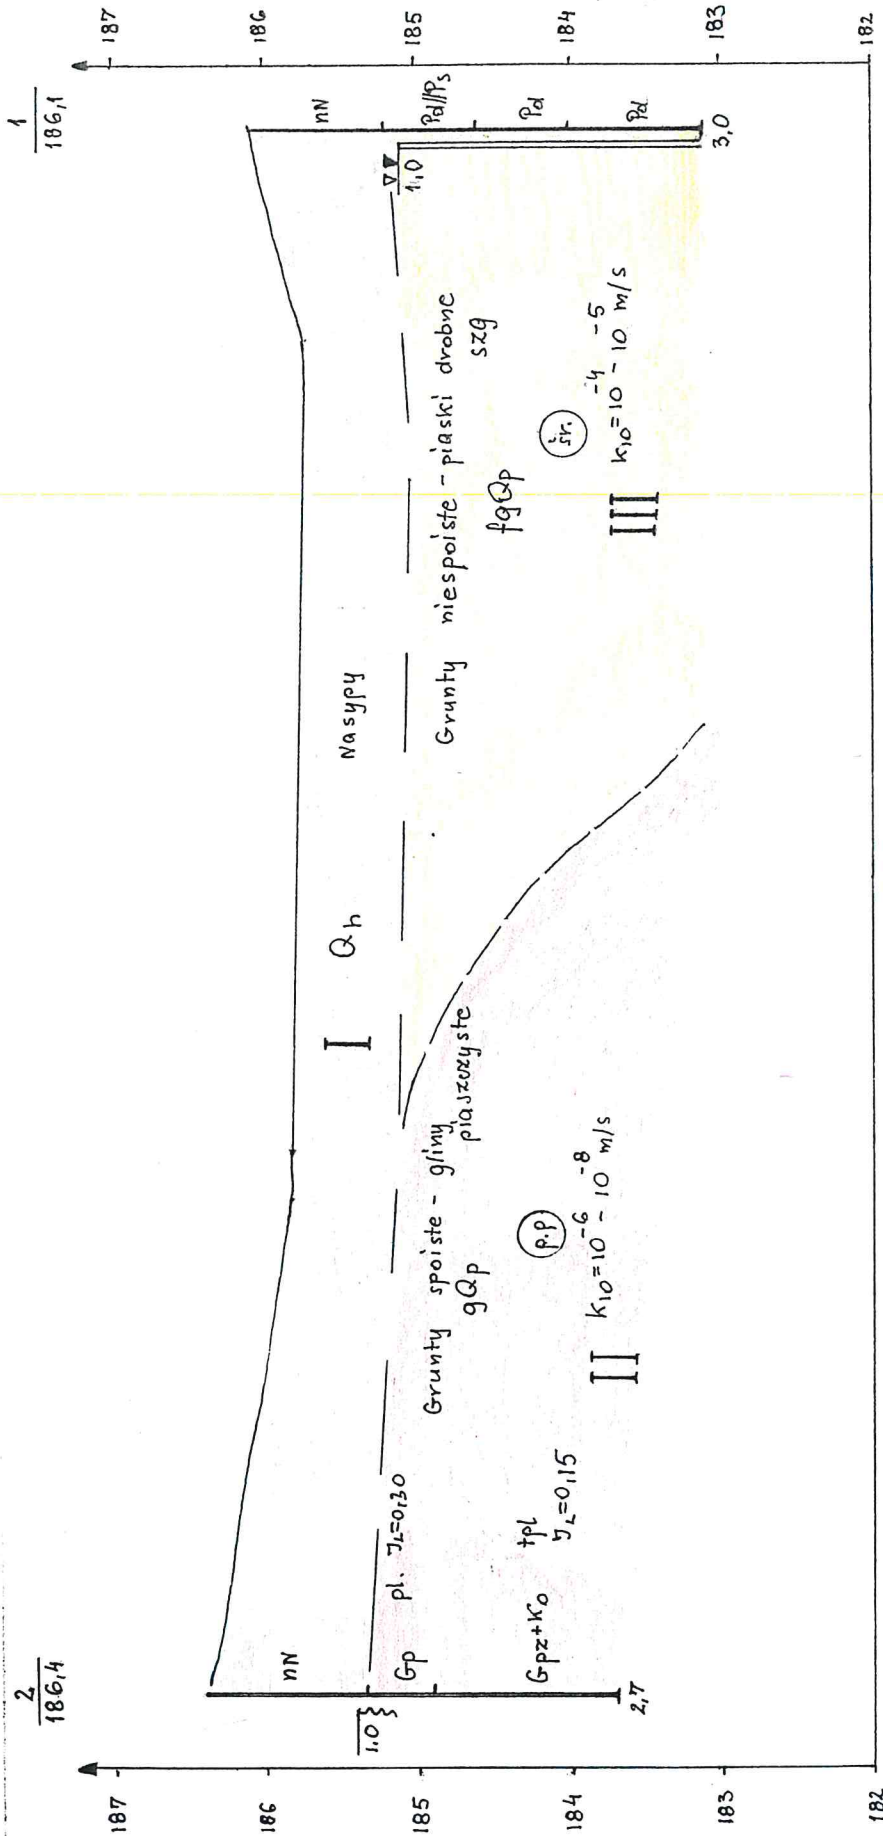 2
186,4
1
186,1
187
186
185
184
183
182
187
186
185
184
183
182
nN
Gp
Gpz+Ko
2,7
1.0
pl. IL=0,30
tpl
IL=0,15
I Qh Nasypy
Grunty spoiste - gliny
piaszczyste
gQp
p.p
II k10=10-6 - 10-8 m/s
Grunty niespoiste - piaski drobne
szg
fgQp
śr.
III k10=10-4 - 10-5 m/s
1,0
nN
Pd//Ps
Pd
Pd
3,0